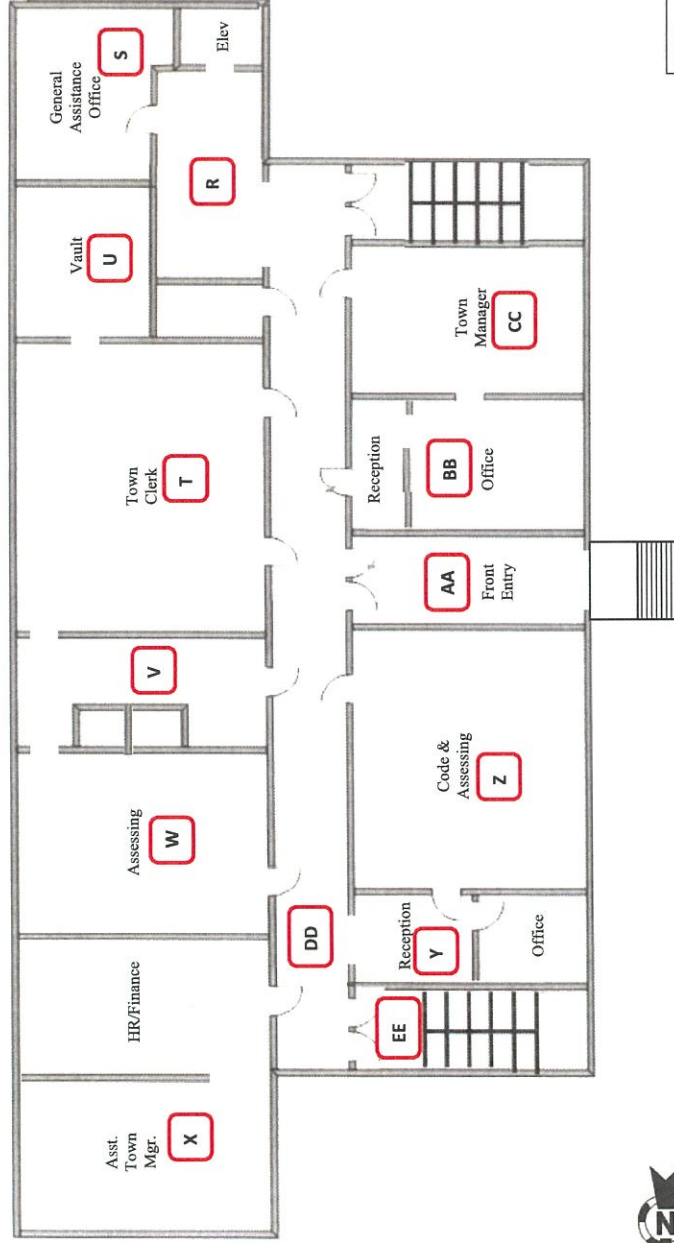 Asst.
Town
Mgr.
X
HR/Finance
Assessing
W
V
Town
Clerk
T
Vault
U
General
Assistance
Office
S
Elev
R
DD
EE
Reception
Y
Office
Code &
Assessing
Z
AA
Front
Entry
Reception
BB
Office
Town
Manager
CC
N